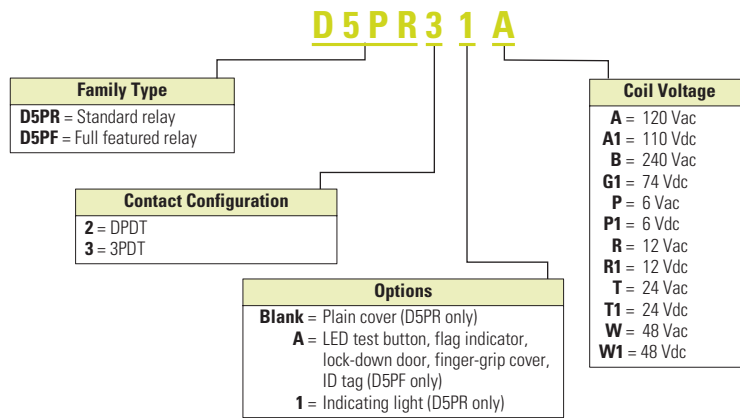 D5PR31A
Family Type
D5PR = Standard relay
D5PF = Full featured relay
Contact Configuration
2 = DPDT
3 = 3PDT
Options
Blank = Plain cover (D5PR only)
A = LED test button, flag indicator,
lock-down door, finger-grip cover,
ID tag (D5PF only)
1 = Indicating light (D5PR only)
Coil Voltage
A = 120 Vac
A1 = 110 Vdc
B = 240 Vac
G1 = 74 Vdc
P = 6 Vac
P1 = 6 Vdc
R = 12 Vac
R1 = 12 Vdc
T = 24 Vac
T1 = 24 Vdc
W = 48 Vac
W1 = 48 Vdc